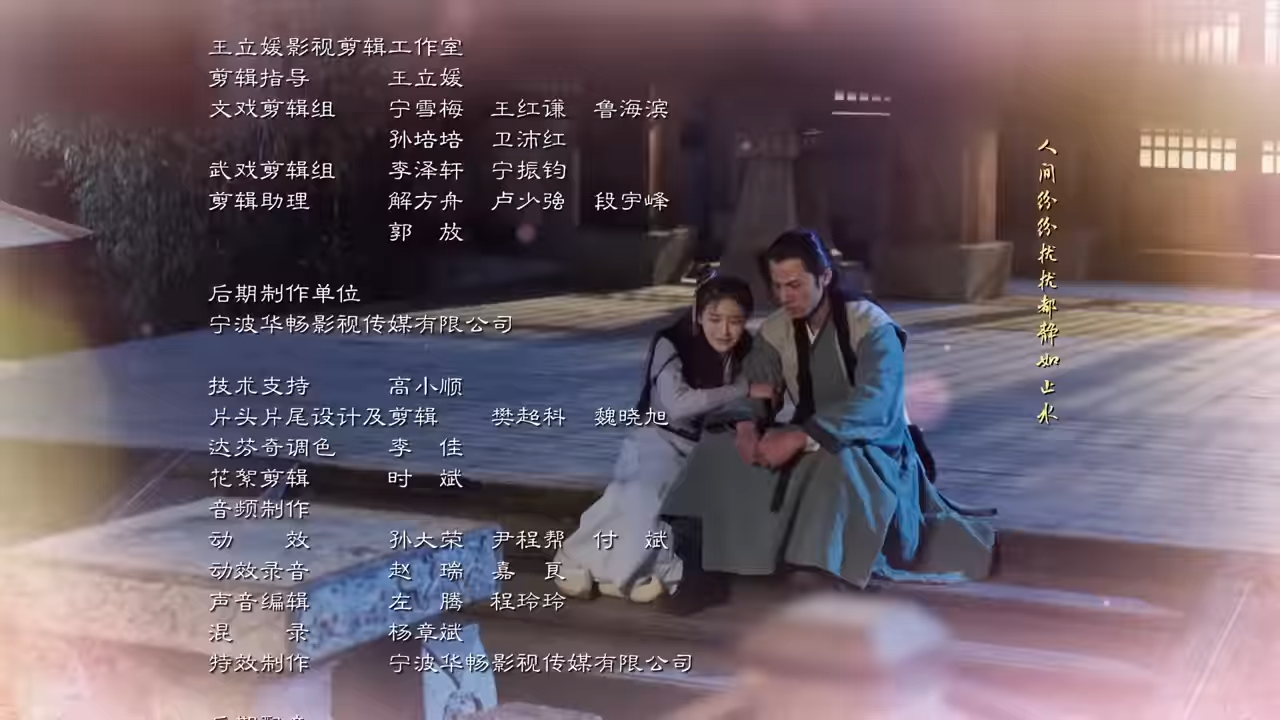 王立媛影视剪辑工作室
剪辑指导 王立媛
文戏剪辑组 宁雪梅 王红谦 鲁海滨
孙培培 卫沛红
武戏剪辑组 李泽轩 宁振钧
剪辑助理 解方舟 卢少强 段宇峰
郭 放
后期制作单位
宁波华畅影视传媒有限公司
技术支持 高小顺
片头片尾设计及剪辑 樊超科 魏晓旭
达芬奇调色 李 佳
花絮剪辑 时 斌
音频制作
动 效 孙大荣 尹程帮 付 斌
动效录音 赵 瑞 嘉 良
声音编辑 左 腾 程玲玲
混 录 杨章斌
特效制作 宁波华畅影视传媒有限公司
人间纷纷扰扰都静如止水